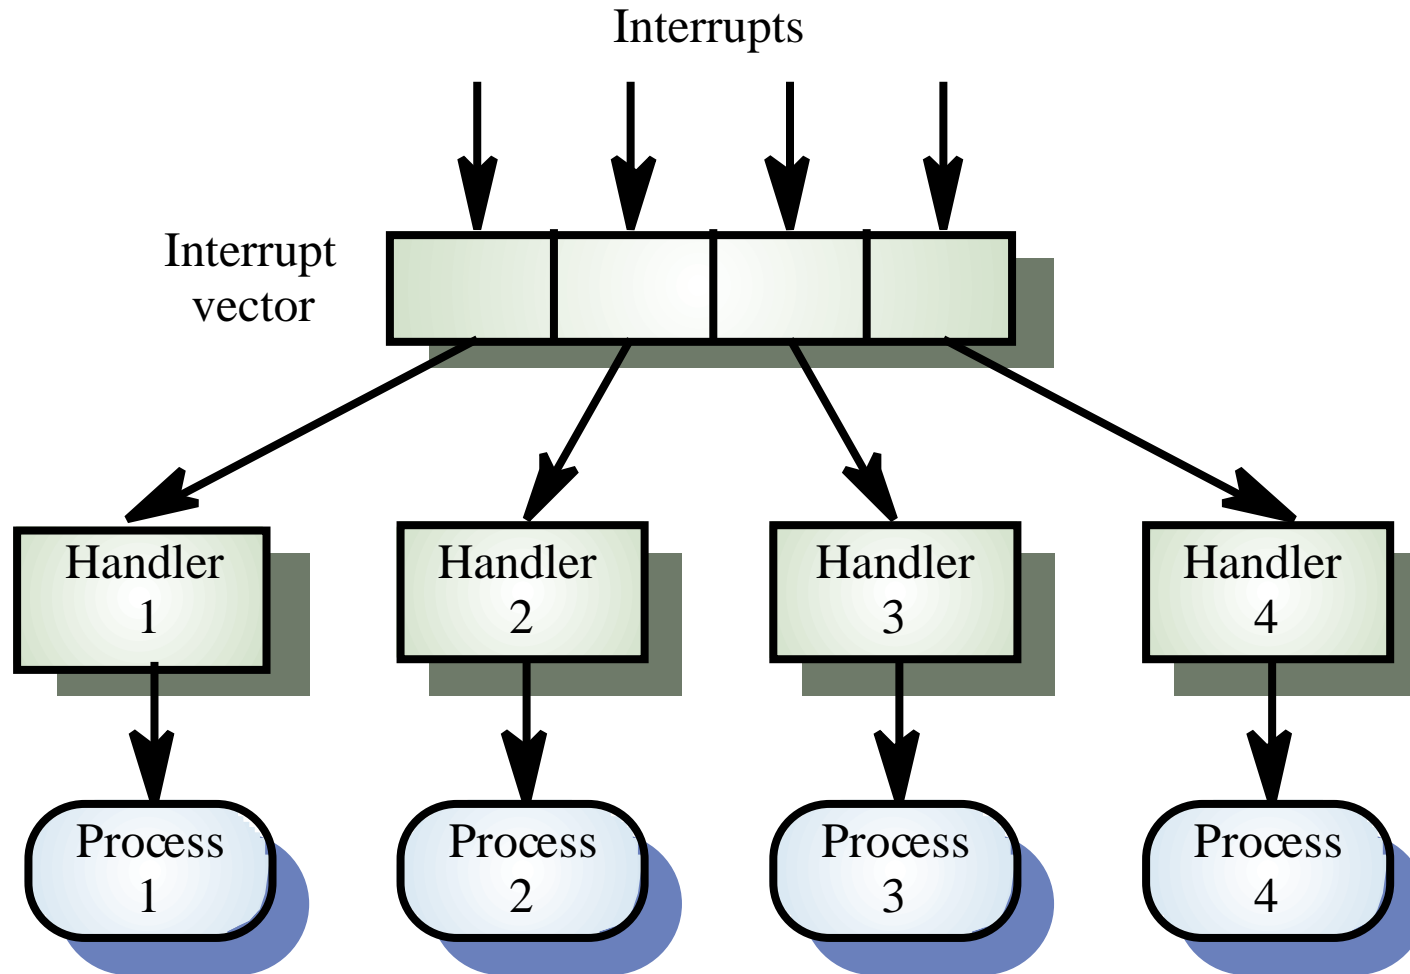 Interrupts
Interrupt
vector
Handler
1
Handler
2
Handler
3
Handler
4
Process
1
Process
2
Process
3
Process
4